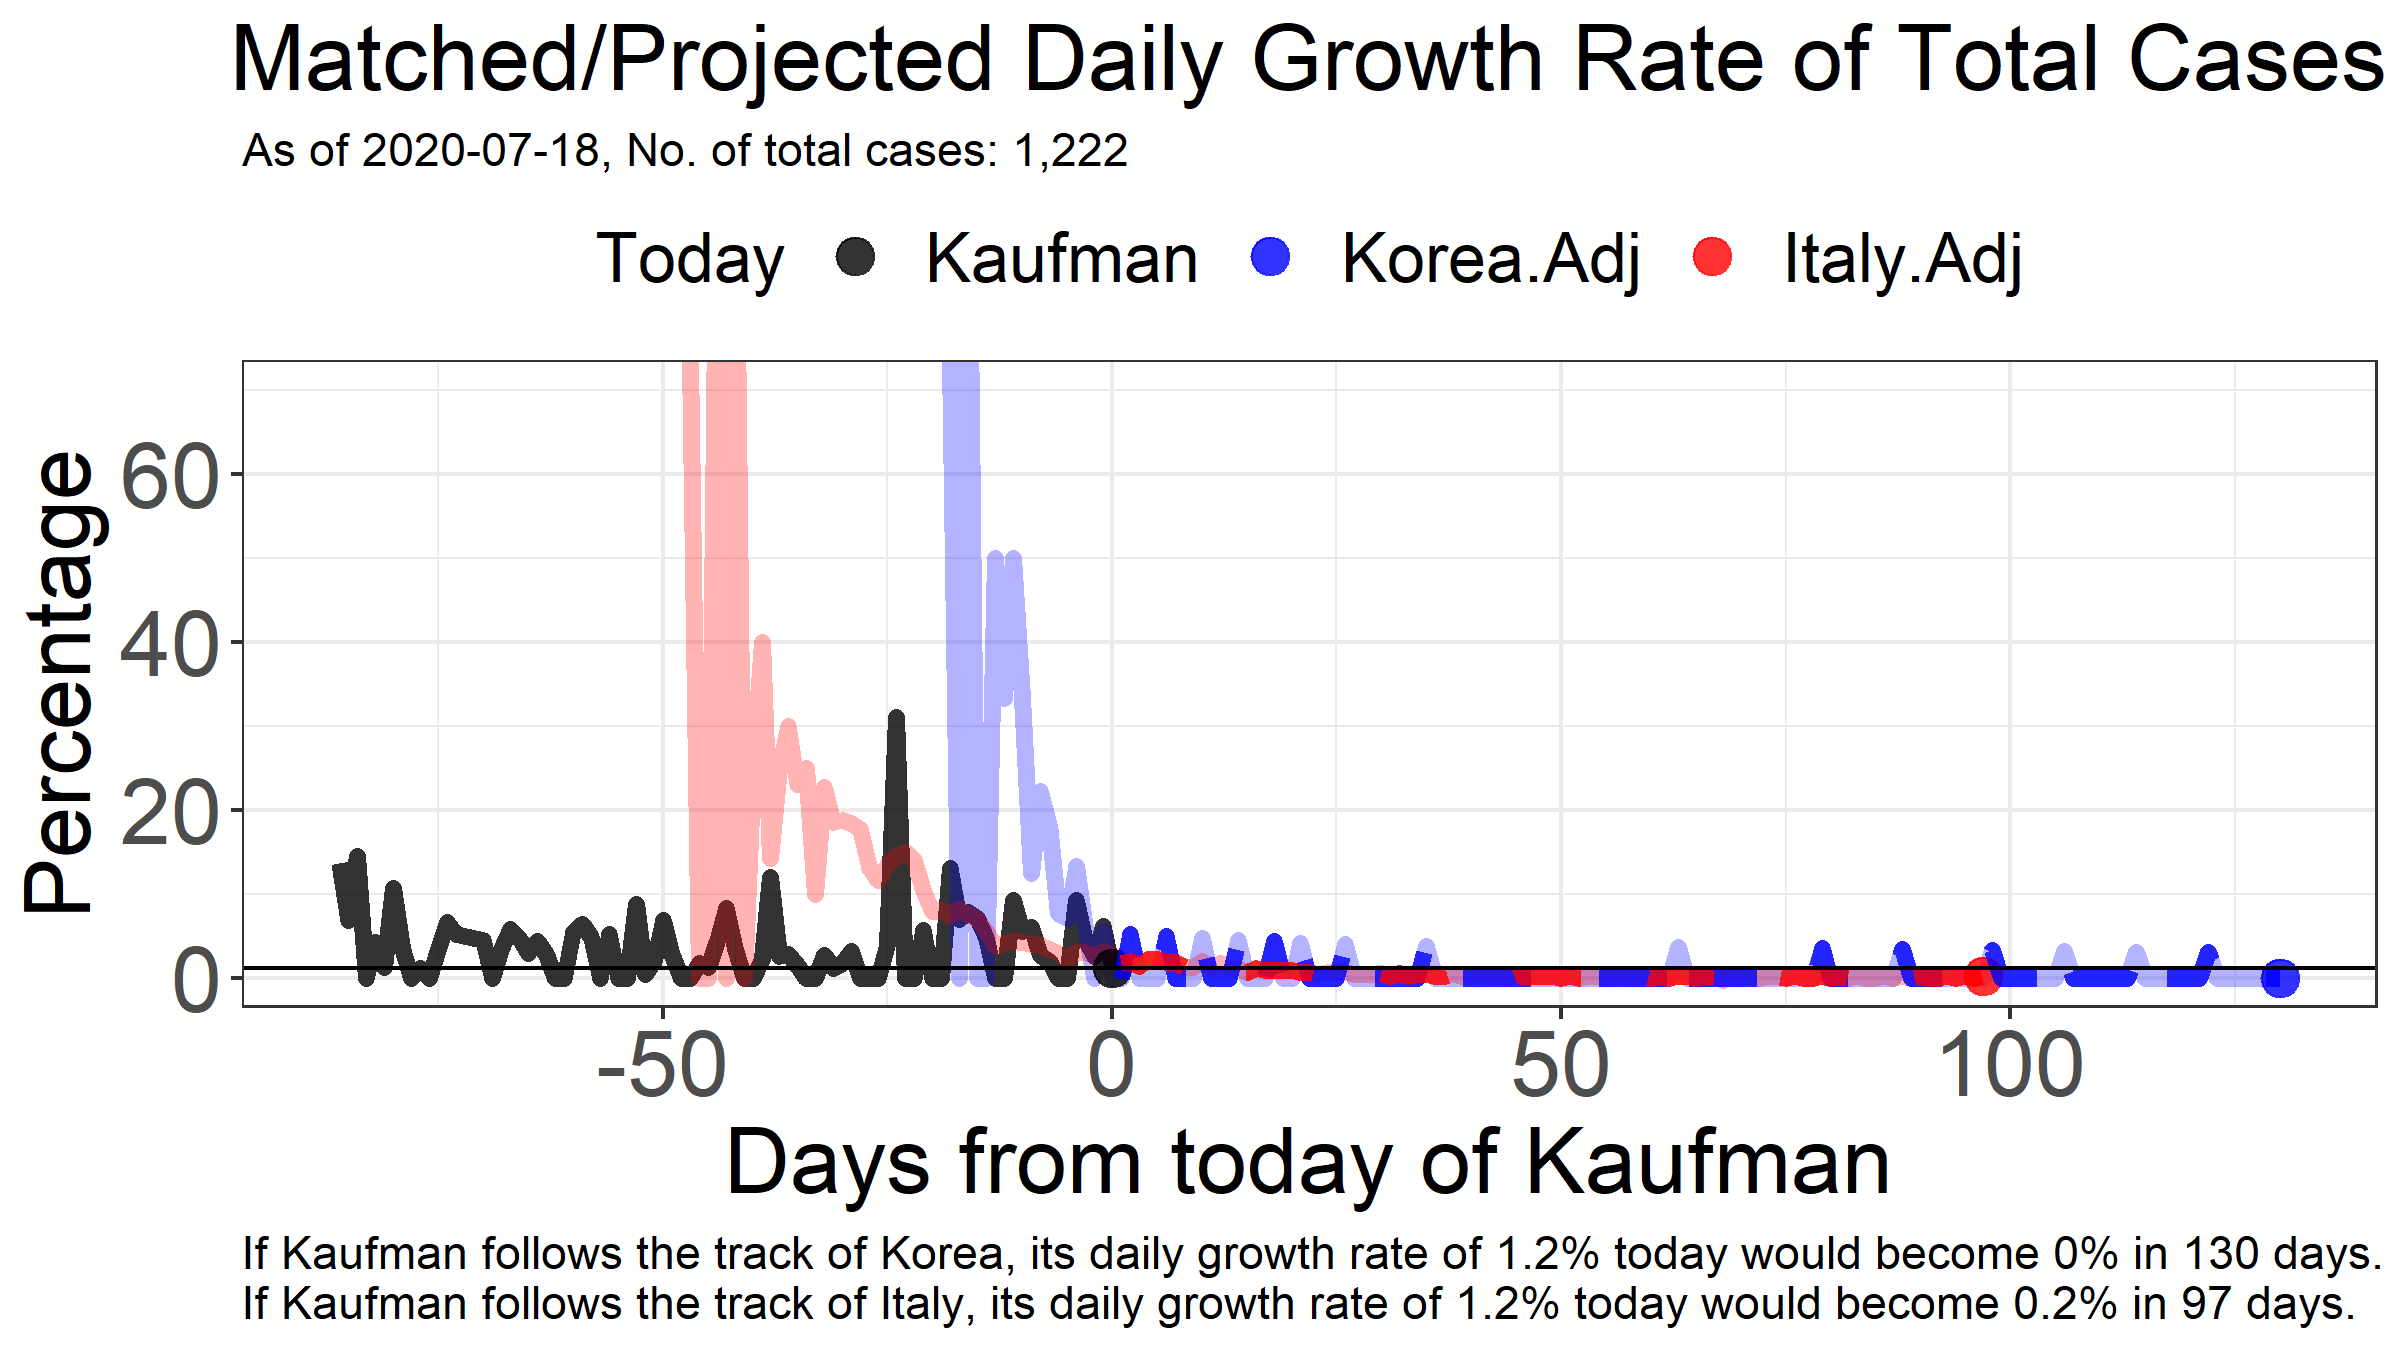 Matched/Projected Daily Growth Rate of Total Cases
As of 2020-07-18, No. of total cases: 1,222
Today Kaufman Korea.Adj Italy.Adj
Percentage
60
40
20
0
-50 0 50 100
Days from today of Kaufman
If Kaufman follows the track of Korea, its daily growth rate of 1.2% today would become 0% in 130 days.
If Kaufman follows the track of Italy, its daily growth rate of 1.2% today would become 0.2% in 97 days.